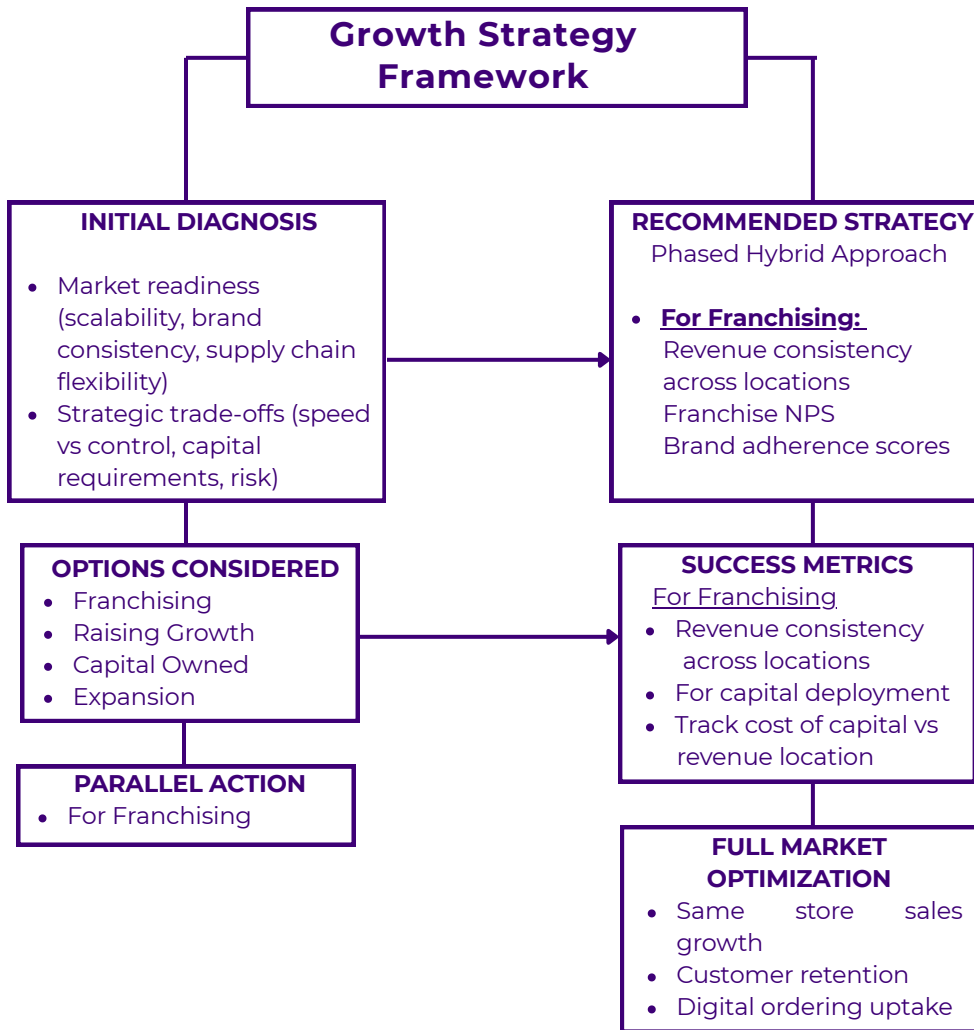 Growth Strategy
Framework
INITIAL DIAGNOSIS
• Market readiness
(scalability, brand
consistency, supply chain
flexibility)
• Strategic trade-offs (speed
vs control, capital
requirements, risk)
OPTIONS CONSIDERED
• Franchising
• Raising Growth
• Capital Owned
• Expansion
PARALLEL ACTION
• For Franchising
RECOMMENDED STRATEGY
Phased Hybrid Approach
• For Franchising:
Revenue consistency
across locations
Franchise NPS
Brand adherence scores
SUCCESS METRICS
For Franchising
• Revenue consistency
across locations
• For capital deployment
• Track cost of capital vs
revenue location
FULL MARKET
OPTIMIZATION
• Same store sales
growth
• Customer retention
• Digital ordering uptake